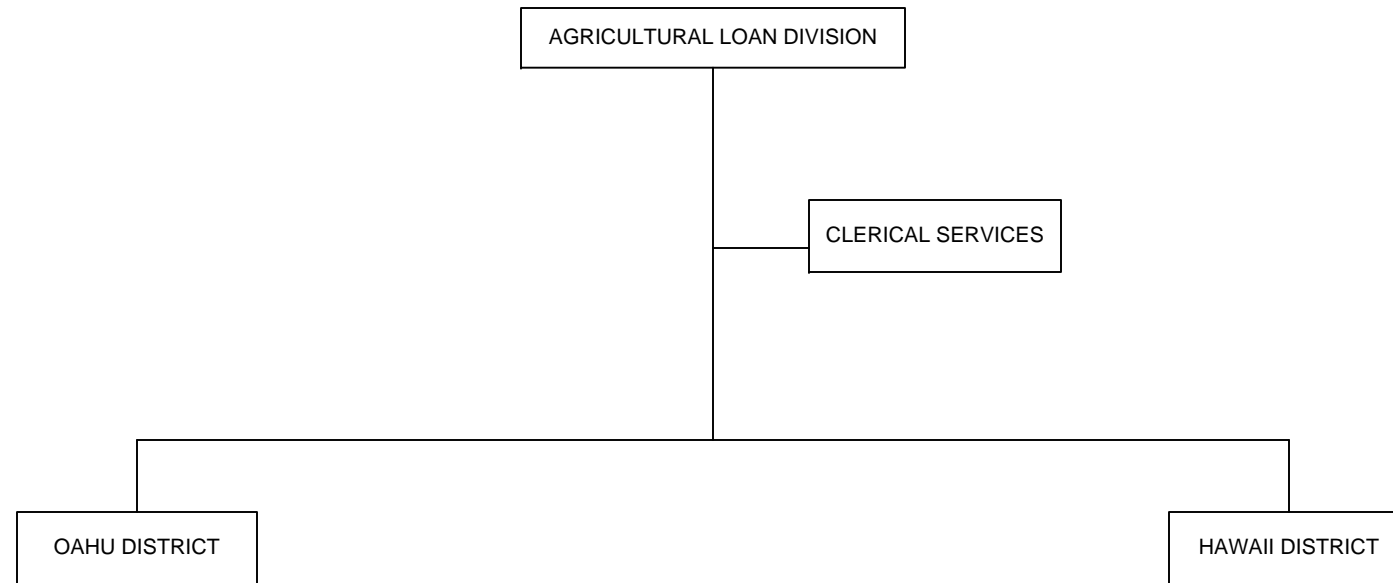 AGRICULTURAL LOAN DIVISION
CLERICAL SERVICES
OAHU DISTRICT
HAWAII DISTRICT